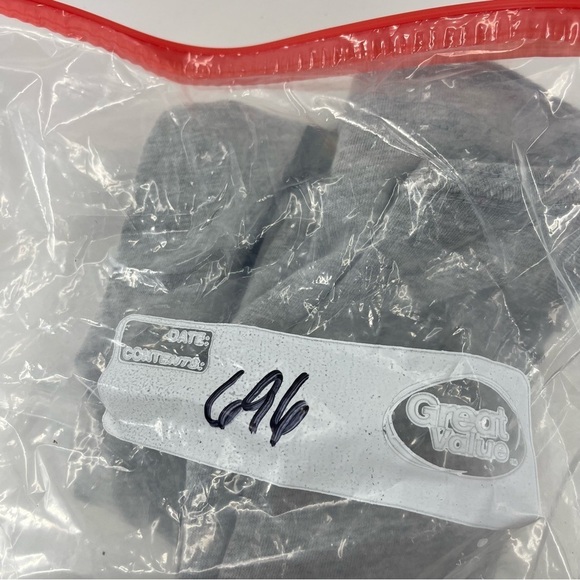 DATE:
CONTENTS:
696
Great
Value